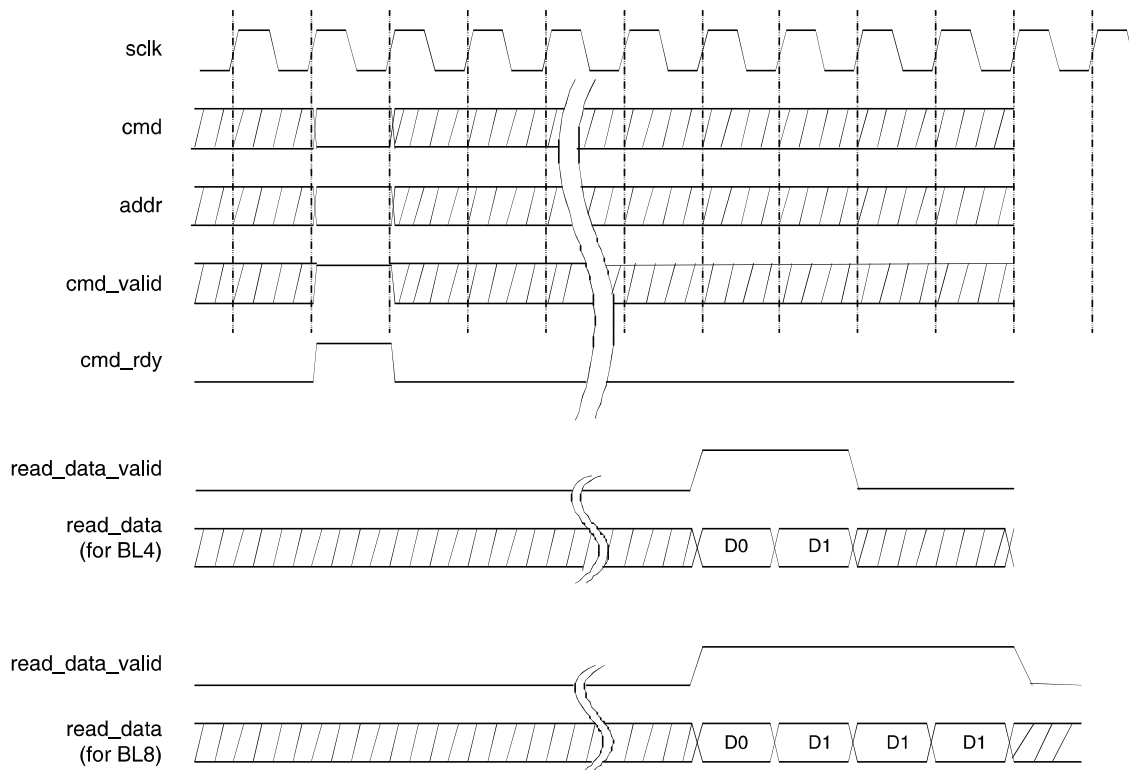 sclk
cmd
addr
cmd_valid
cmd_rdy
read_data_valid
read_data
(for BL4)
D0 D1
read_data_valid
read_data
(for BL8)
D0 D1 D1 D1